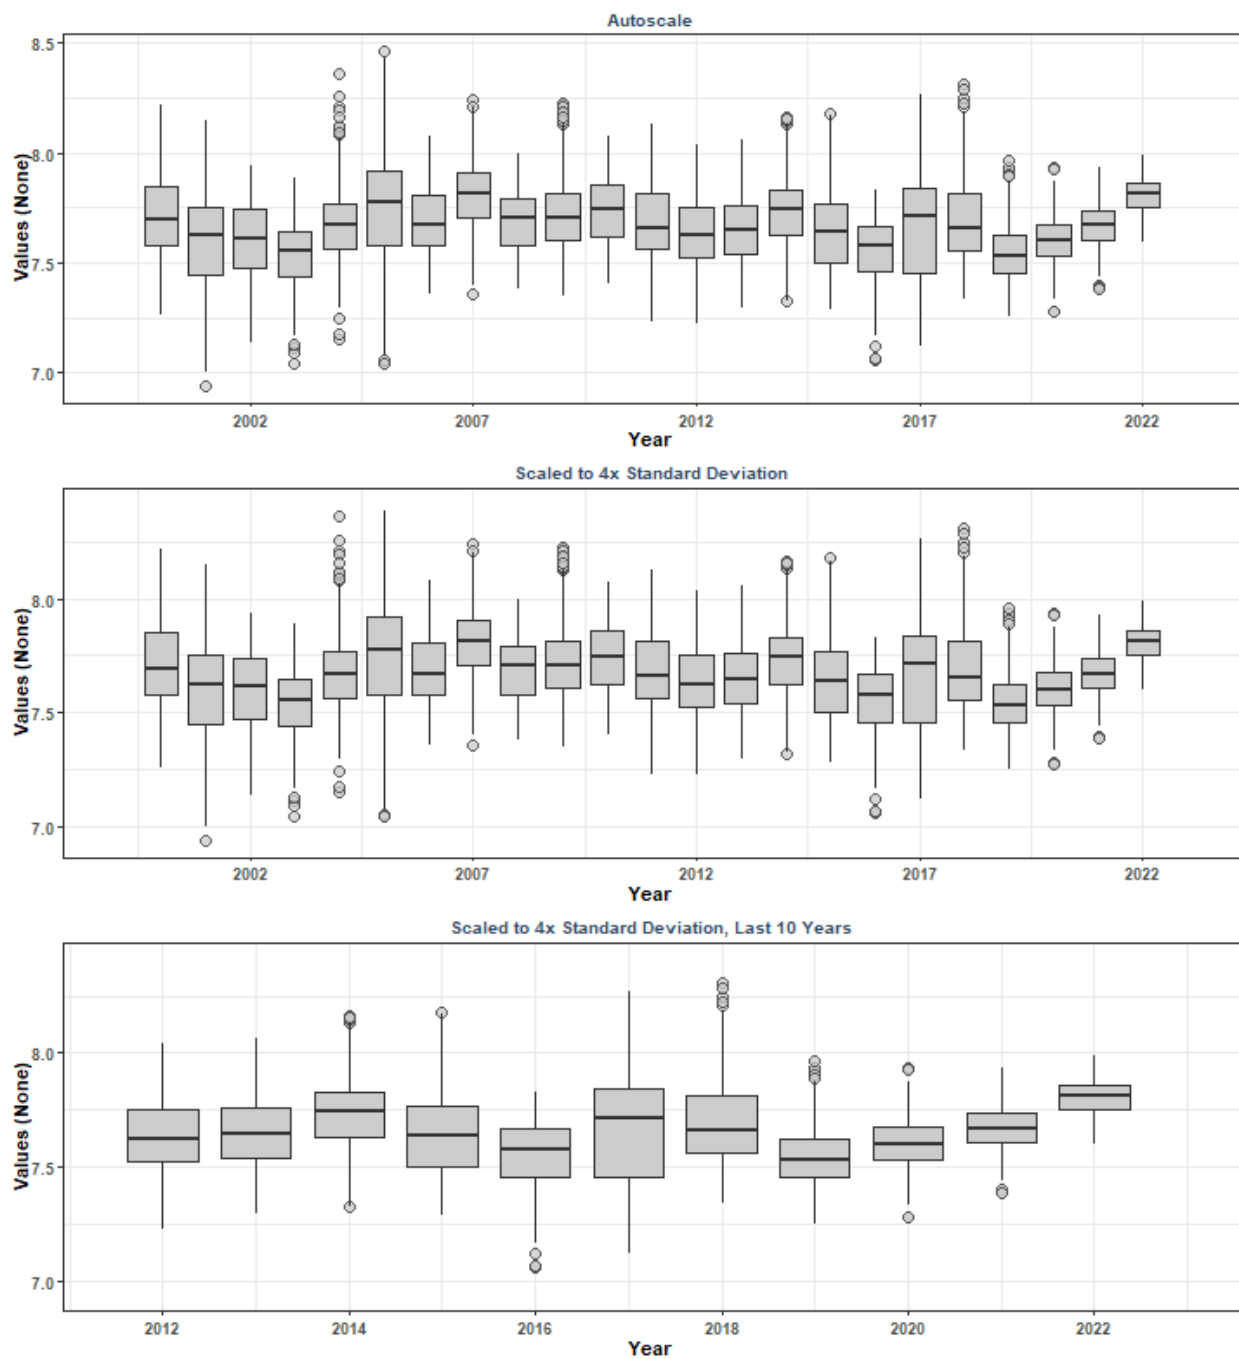 Autoscale
8.5
8.0
7.5
7.0
Values (None)
2002 2007 2012 2017 2022
Year
Scaled to 4x Standard Deviation
8.0
7.5
7.0
Values (None)
2002 2007 2012 2017 2022
Year
Scaled to 4x Standard Deviation, Last 10 Years
8.0
7.5
7.0
Values (None)
2012 2014 2016 2018 2020 2022
Year